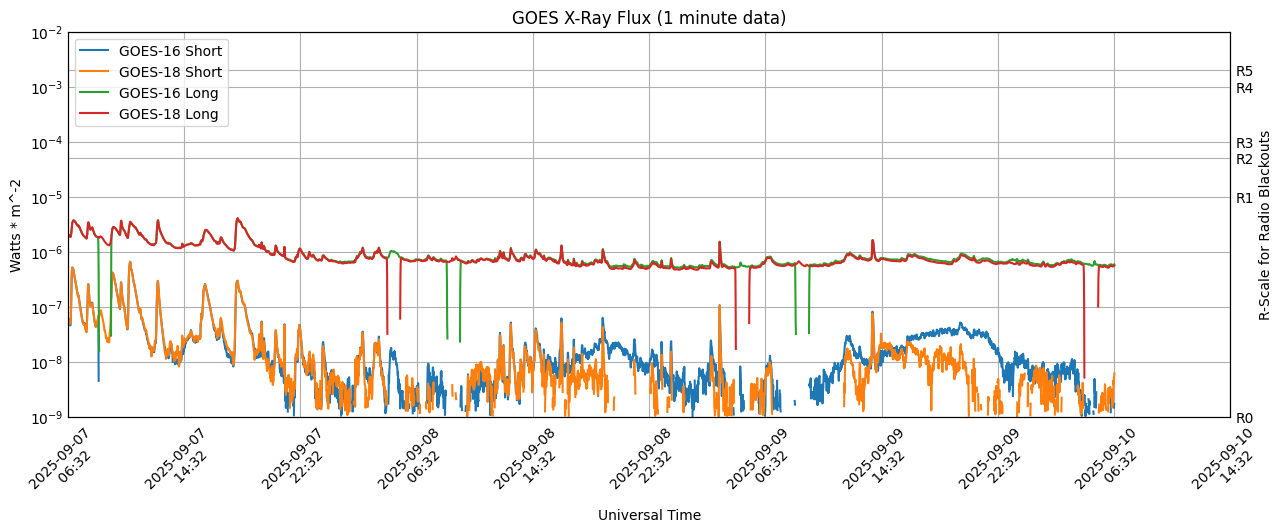 GOES X-Ray Flux (1 minute data)
GOES-16 Short
GOES-18 Short
GOES-16 Long
GOES-18 Long
Watts * m^-2
10^-2
10^-3
10^-4
10^-5
10^-6
10^-7
10^-8
10^-9
R5
R4
R3
R2
R1
R0
R-Scale for Radio Blackouts
2025-09-07
06:32
2025-09-07
14:32
2025-09-07
22:32
2025-09-08
06:32
2025-09-08
14:32
2025-09-08
22:32
2025-09-09
06:32
2025-09-09
14:32
2025-09-09
22:32
2025-09-10
06:32
2025-09-10
14:32
Universal Time